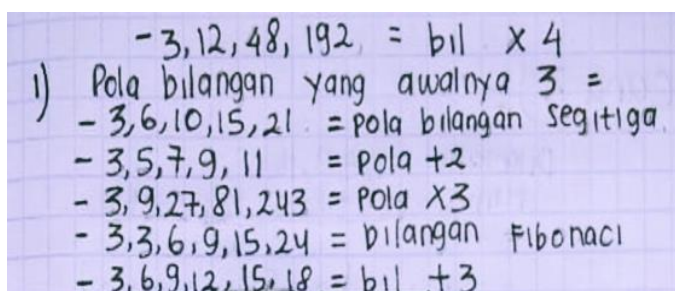 -3,12,48,192, = bil x 4
1) Pola bilangan yang awalnya 3 =
- 3,6,10,15,21 = pola bilangan segitiga.
- 3,5,7,9,11 = pola +2
- 3,9,27,81,243 = Pola x3
- 3,3,6,9,15,24 = bilangan Fibonaci
- 3,6,9,12,15,18 = bil +3